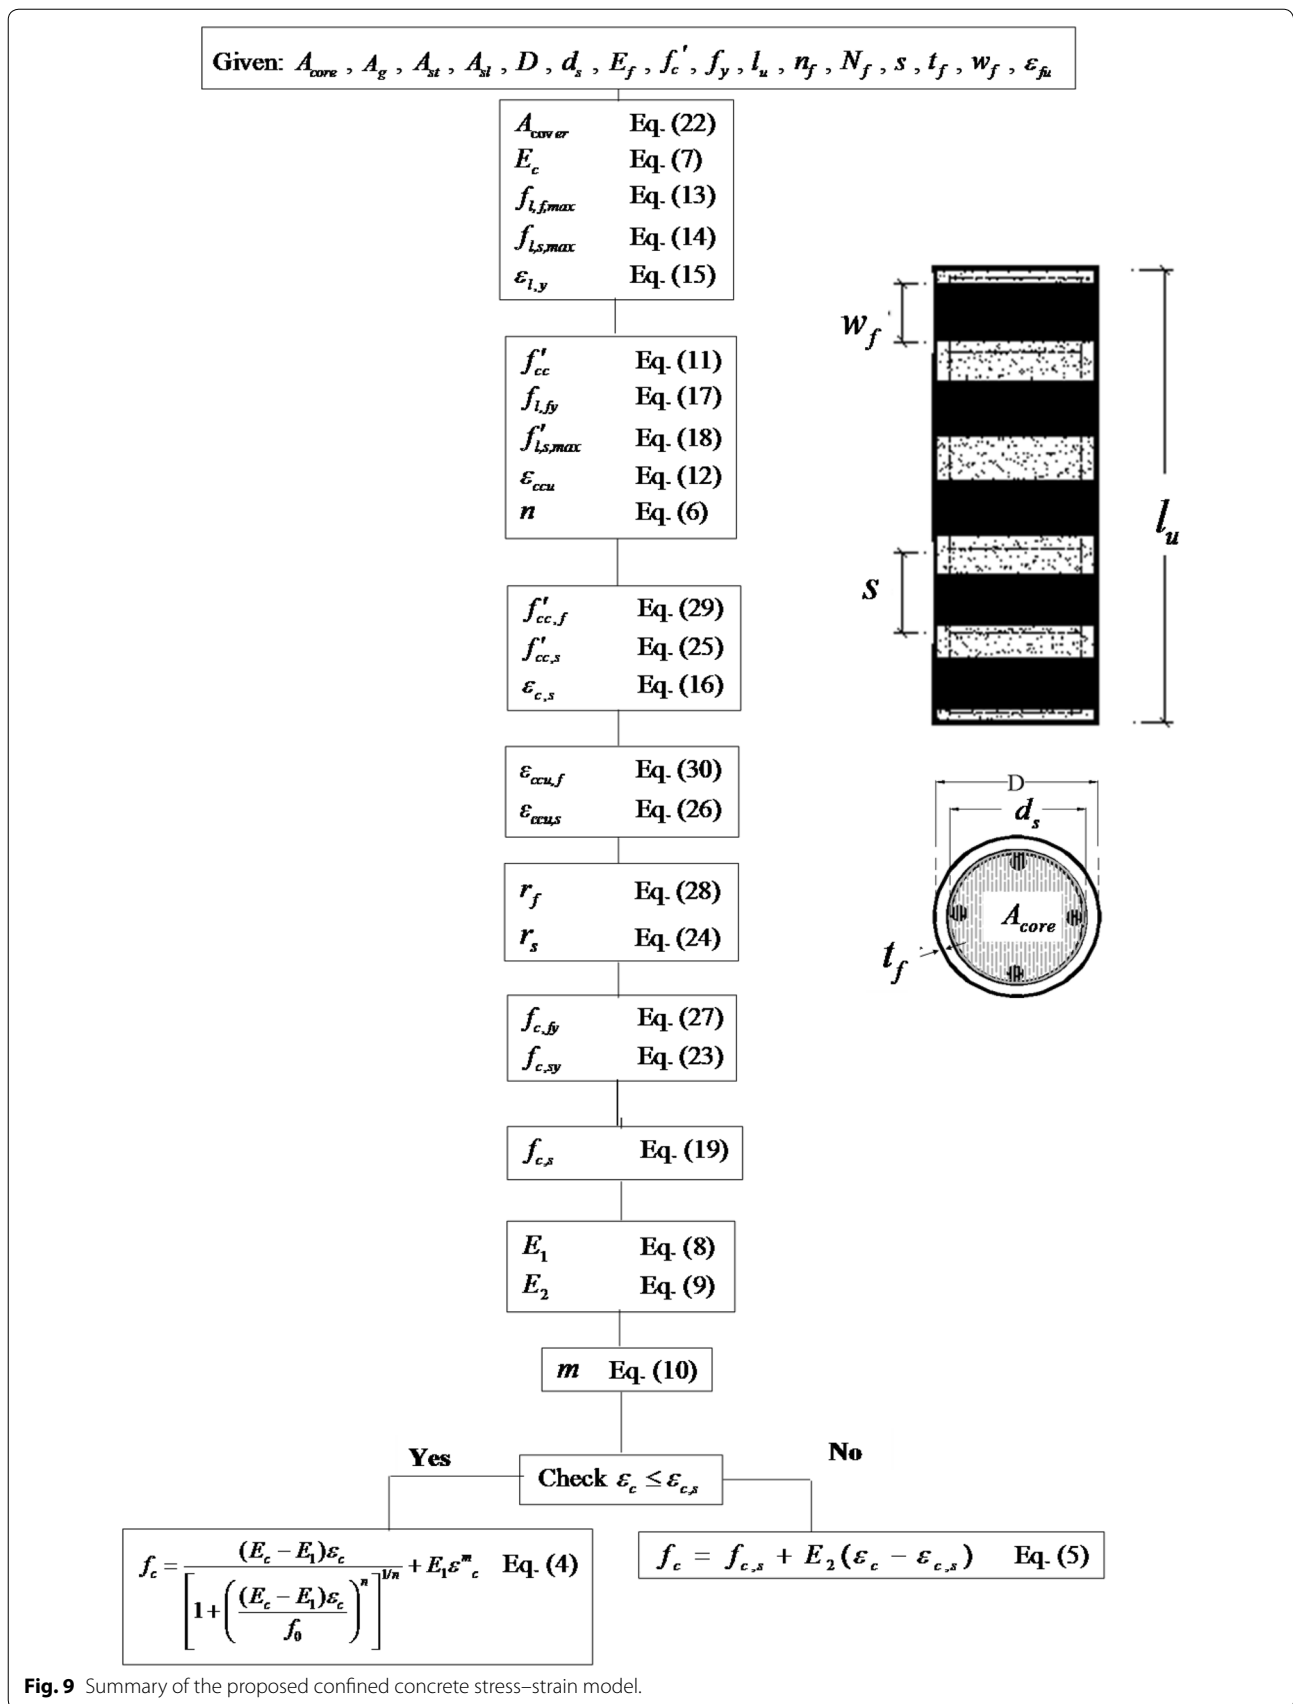 Given: A_core , A_g , A_st , A_sl , D , d_s , E_f , f_c' , f_y , l_u , n_f , N_f , s , t_f , w_f , ε_fu
A_cover Eq. (22)
E_c Eq. (7)
f_l,f,max Eq. (13)
f_l,s,max Eq. (14)
ε_l,y Eq. (15)
f'_cc Eq. (11)
f_l,fy Eq. (17)
f'_l,s,max Eq. (18)
ε_ccu Eq. (12)
n Eq. (6)
f'_cc,f Eq. (29)
f'_cc,s Eq. (25)
ε_c,s Eq. (16)
ε_ccu,f Eq. (30)
ε_ccu,s Eq. (26)
r_f Eq. (28)
r_s Eq. (24)
f_c,fy Eq. (27)
f_c,sy Eq. (23)
f_c,s Eq. (19)
E_1 Eq. (8)
E_2 Eq. (9)
m Eq. (10)
Check ε_c ≤ ε_c,s
Yes
No
f_c = (E_c − E_1)ε_c / [1 + ((E_c − E_1)ε_c / f_0)^n]^1/n + E_1 ε^m_c Eq. (4)
f_c = f_c,s + E_2 (ε_c − ε_c,s) Eq. (5)
w_f
s
l_u
D
d_s
A_core
t_f
Fig. 9 Summary of the proposed confined concrete stress–strain model.